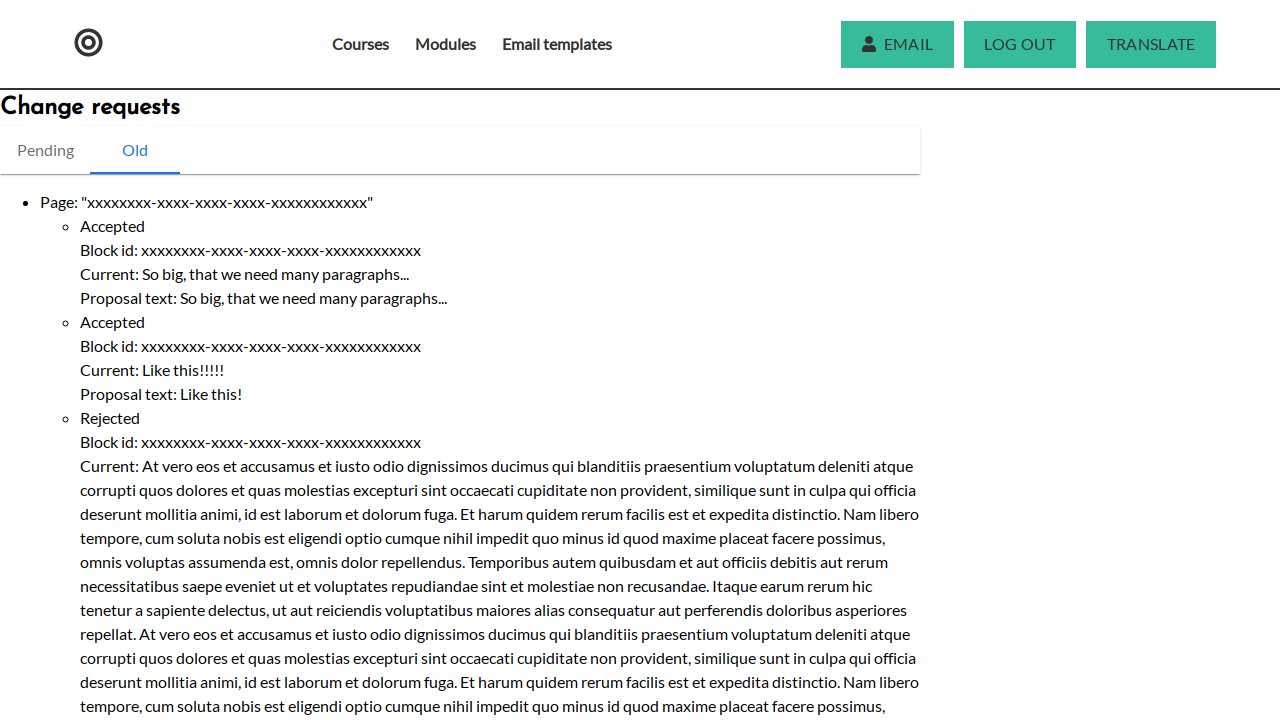 Courses Modules Email templates EMAIL LOG OUT TRANSLATE
Change requests
Pending Old
Page: "xxxxxxxx-xxxx-xxxx-xxxx-xxxxxxxxxxxx"
Accepted
Block id: xxxxxxxx-xxxx-xxxx-xxxx-xxxxxxxxxxxx
Current: So big, that we need many paragraphs...
Proposal text: So big, that we need many paragraphs...
Accepted
Block id: xxxxxxxx-xxxx-xxxx-xxxx-xxxxxxxxxxxx
Current: Like this!!!!!
Proposal text: Like this!
Rejected
Block id: xxxxxxxx-xxxx-xxxx-xxxx-xxxxxxxxxxxx
Current: At vero eos et accusamus et iusto odio dignissimos ducimus qui blanditiis praesentium voluptatum deleniti atque
corrupti quos dolores et quas molestias excepturi sint occaecati cupiditate non provident, similique sunt in culpa qui officia
deserunt mollitia animi, id est laborum et dolorum fuga. Et harum quidem rerum facilis est et expedita distinctio. Nam libero
tempore, cum soluta nobis est eligendi optio cumque nihil impedit quo minus id quod maxime placeat facere possimus,
omnis voluptas assumenda est, omnis dolor repellendus. Temporibus autem quibusdam et aut officiis debitis aut rerum
necessitatibus saepe eveniet ut et voluptates repudiandae sint et molestiae non recusandae. Itaque earum rerum hic
tenetur a sapiente delectus, ut aut reiciendis voluptatibus maiores alias consequatur aut perferendis doloribus asperiores
repellat. At vero eos et accusamus et iusto odio dignissimos ducimus qui blanditiis praesentium voluptatum deleniti atque
corrupti quos dolores et quas molestias excepturi sint occaecati cupiditate non provident, similique sunt in culpa qui officia
deserunt mollitia animi, id est laborum et dolorum fuga. Et harum quidem rerum facilis est et expedita distinctio. Nam libero
tempore, cum soluta nobis est eligendi optio cumque nihil impedit quo minus id quod maxime placeat facere possimus,